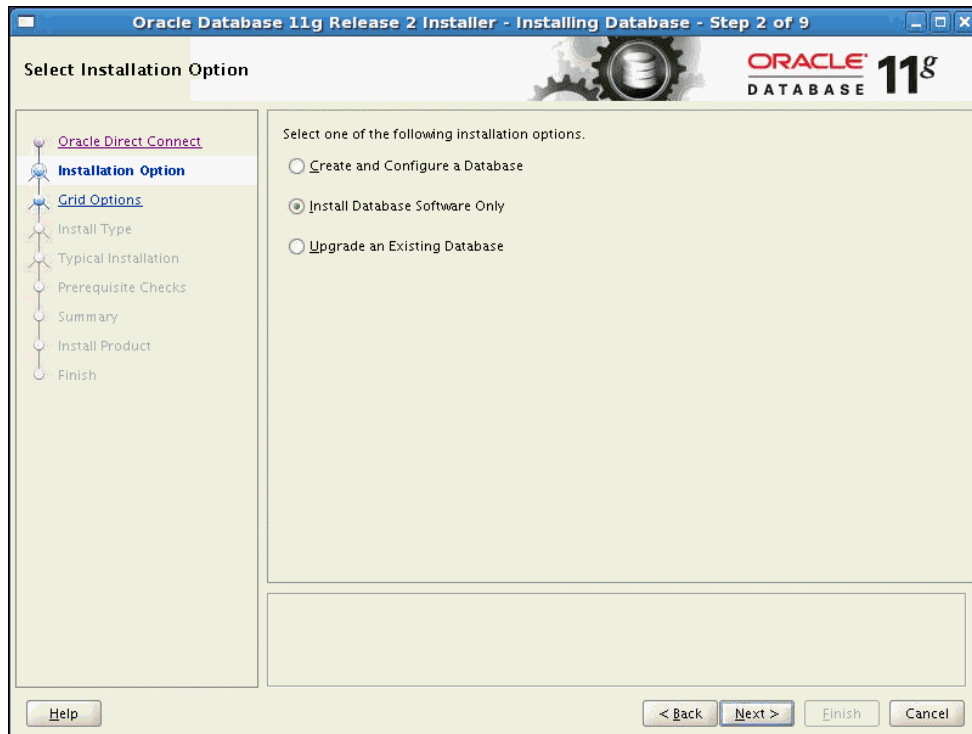 Oracle Database 11g Release 2 Installer - Installing Database - Step 2 of 9
Select Installation Option
ORACLE 11g
DATABASE
Oracle Direct Connect
Installation Option
Grid Options
Install Type
Typical Installation
Prerequisite Checks
Summary
Install Product
Finish
Select one of the following installation options.
Create and Configure a Database
Install Database Software Only
Upgrade an Existing Database
Help
< Back
Next >
Finish
Cancel